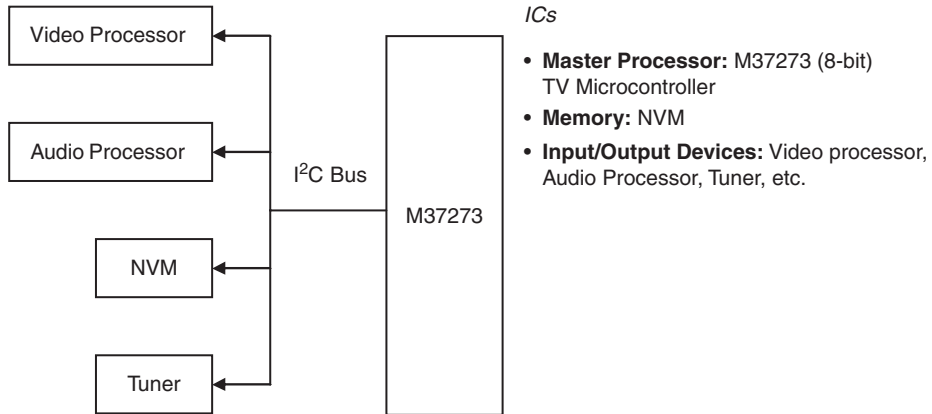 Video Processor
Audio Processor
NVM
Tuner
I²C Bus
M37273
ICs
• Master Processor: M37273 (8-bit)
TV Microcontroller
• Memory: NVM
• Input/Output Devices: Video processor,
Audio Processor, Tuner, etc.